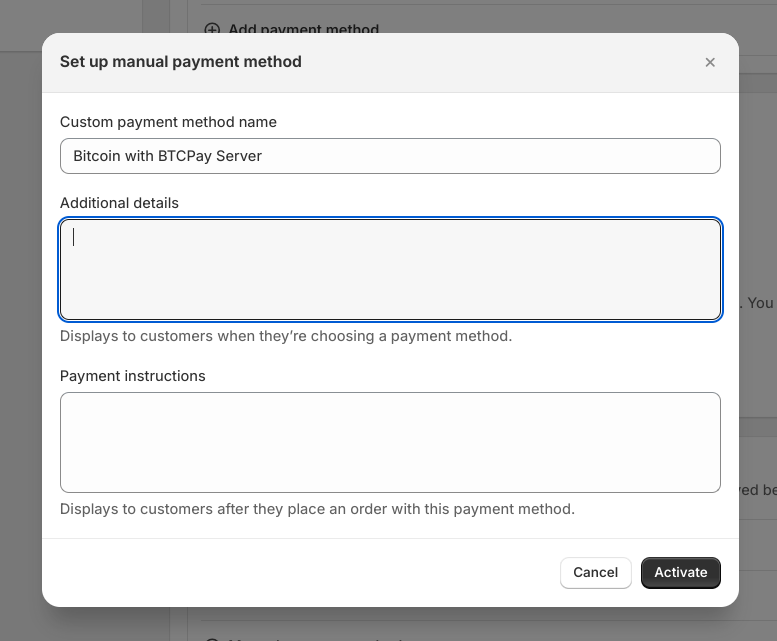 Add payment method
Set up manual payment method
Custom payment method name
Bitcoin with BTCPay Server
Additional details
. You
Displays to customers when they’re choosing a payment method.
Payment instructions
Displays to customers after they place an order with this payment method.
Cancel
Activate